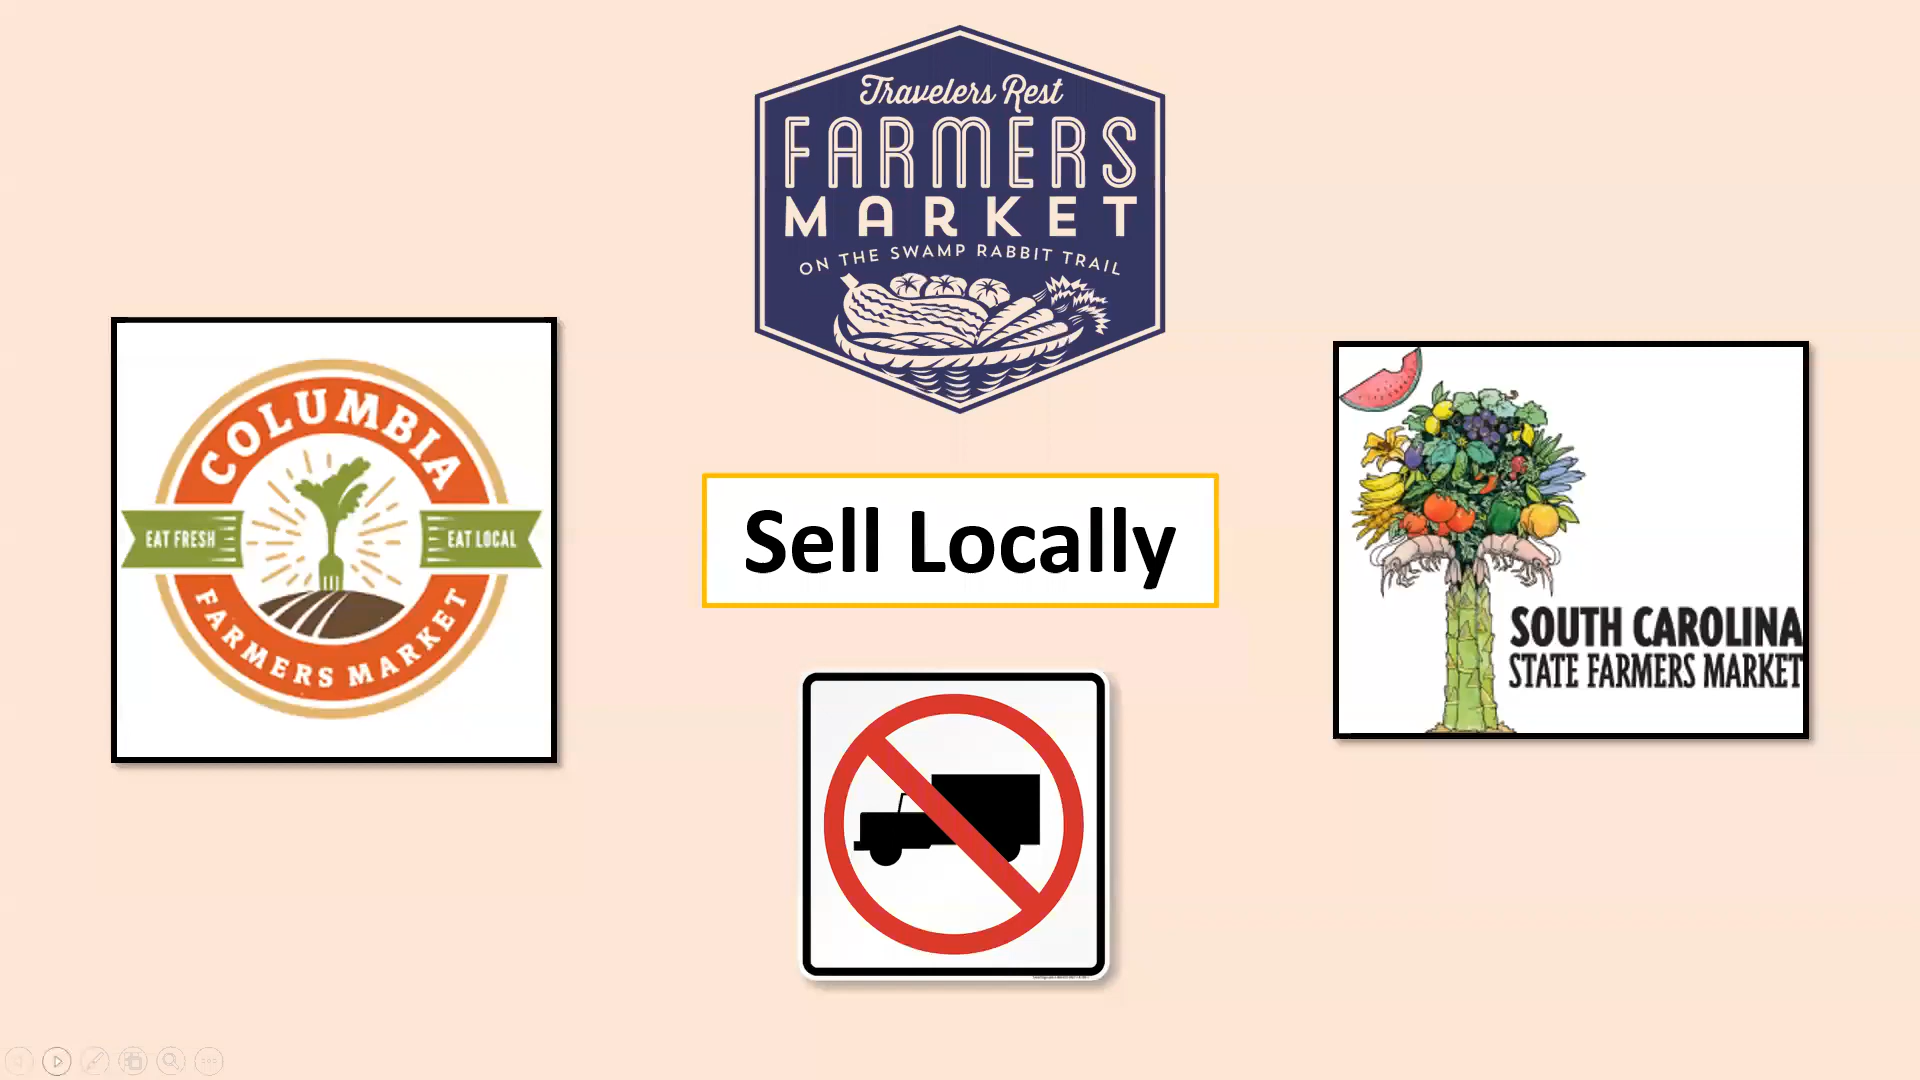 Travelers Rest
FARMERS
MARKET
ON THE SWAMP RABBIT TRAIL
COLUMBIA
EAT FRESH
EAT LOCAL
FARMERS MARKET
Sell Locally
SOUTH CAROLINA
STATE FARMERS MARKET